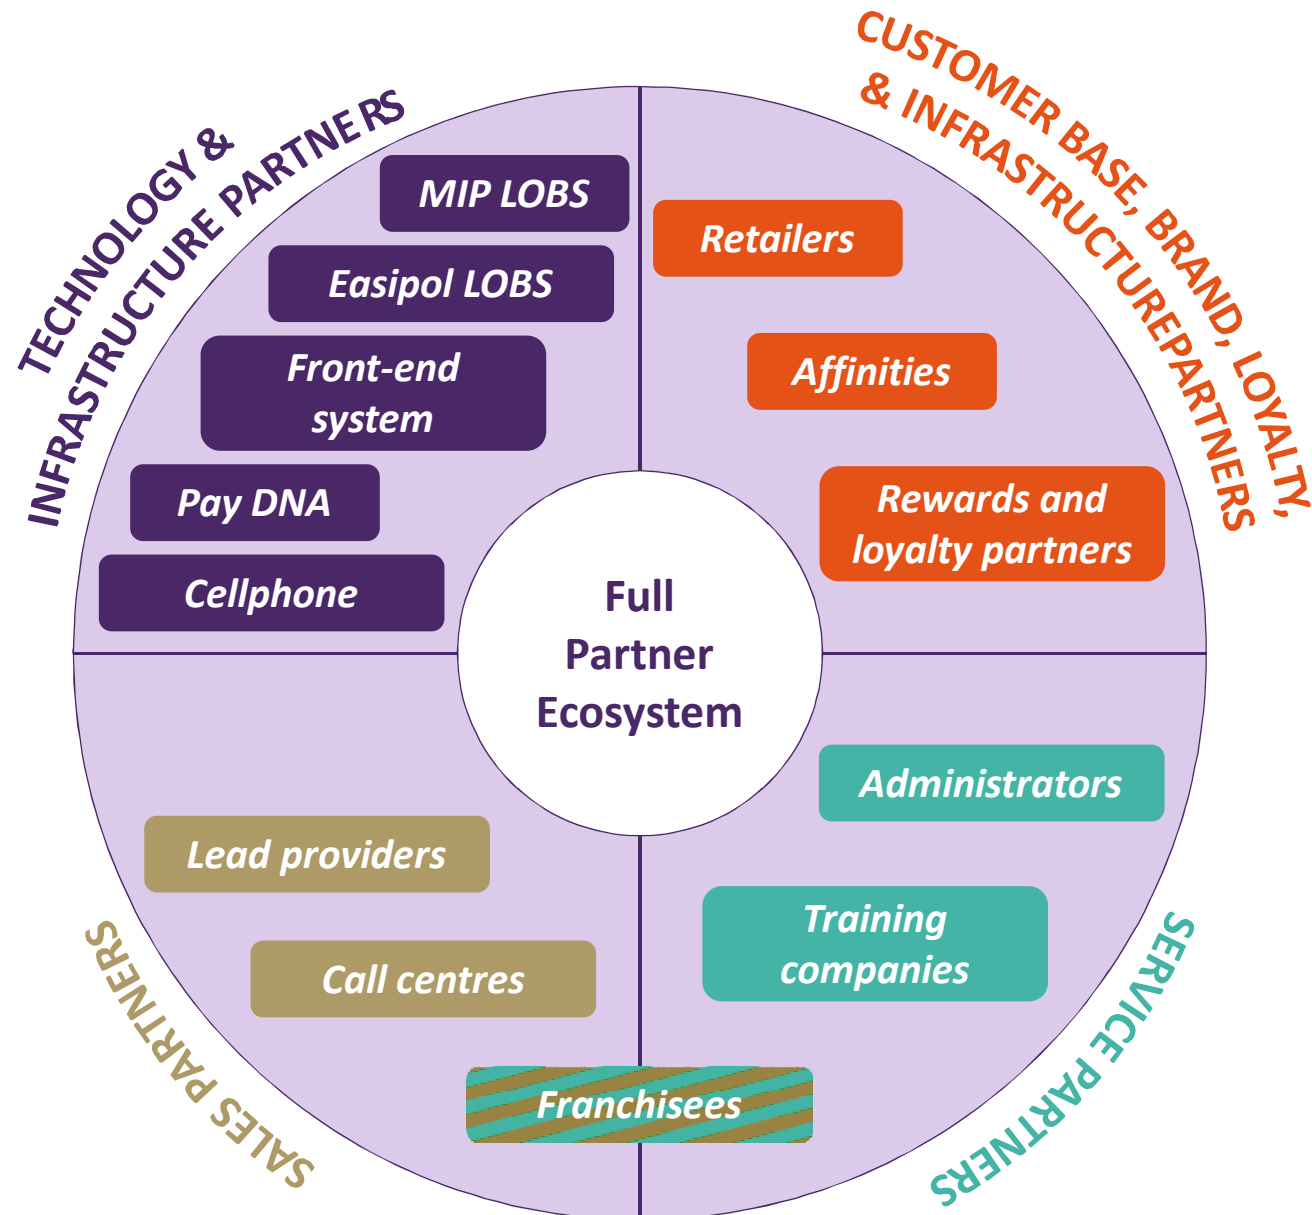 TECHNOLOGY &
INFRASTRUCTURE PARTNERS
MIP LOBS
Easipol LOBS
Front-end
system
Pay DNA
Cellphone
CUSTOMER BASE, BRAND, LOYALTY,
& INFRASTRUCTUREPARTNERS
Retailers
Affinities
Rewards and
loyalty partners
Full
Partner
Ecosystem
Lead providers
Call centres
SALES PARTNERS
Administrators
Training
companies
SERVICE PARTNERS
Franchisees